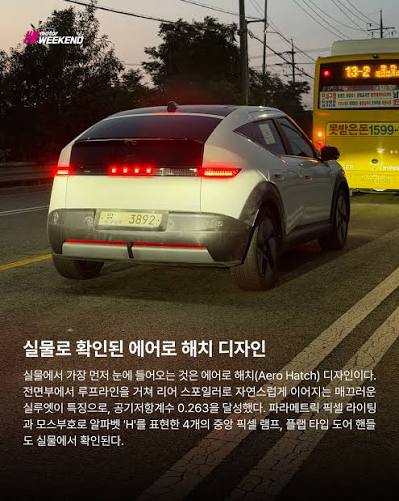 motor
WEEKEND
13-2
못받은돈 1599-
3892
실물로 확인된 에어로 해치 디자인
실물에서 가장 먼저 눈에 들어오는 것은 에어로 해치(Aero Hatch) 디자인이다.
전면부에서 루프라인을 거쳐 리어 스포일러로 자연스럽게 이어지는 매끄러운
실루엣이 특징으로, 공기저항계수 0.263을 달성했다. 파라메트릭 픽셀 라이팅
과 모스부호로 알파벳 'H'를 표현한 4개의 중앙 픽셀 램프, 플랩 타입 도어 핸들
도 실물에서 확인된다.